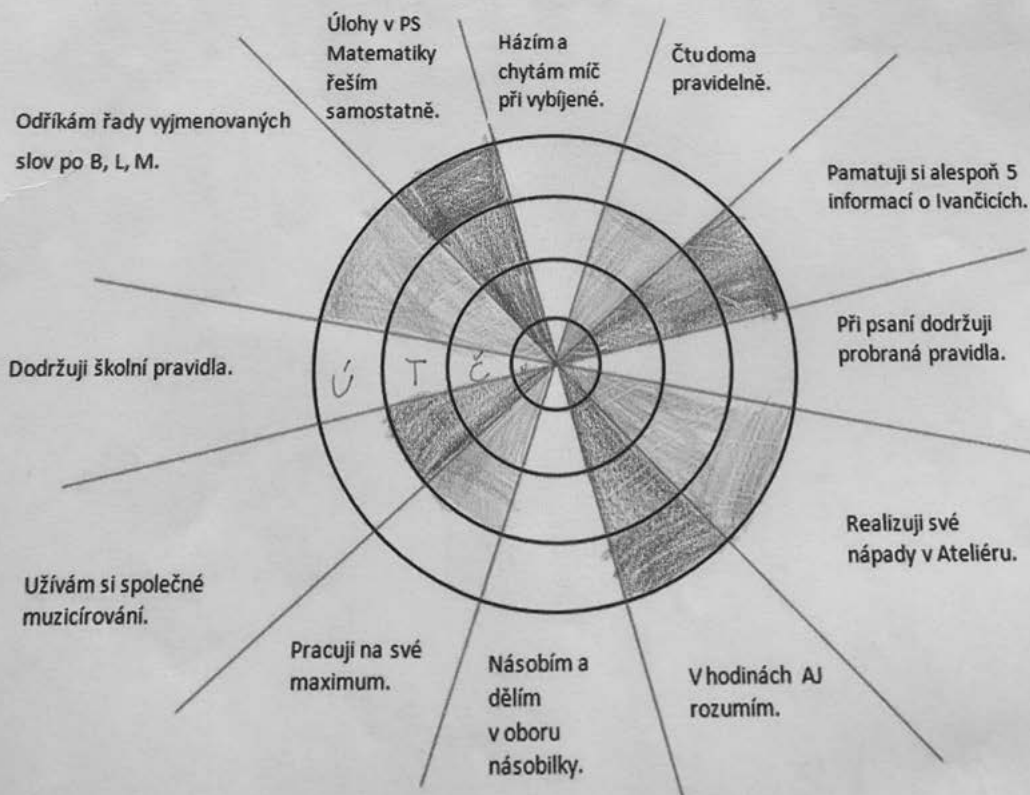 Úlohy v PS
Matematiky
řeším
samostatně.
Házím a
chytám míč
při vybíjené.
Čtu doma
pravidelně.
Pamatuji si alespoň 5
informací o Ivančicích.
Při psaní dodržuji
probraná pravidla.
Realizuji své
nápady v Ateliéru.
V hodinách AJ
rozumím.
Násobím a
dělím
v oboru
násobilky.
Pracuji na své
maximum.
Užívám si společné
muzicírování.
Dodržuji školní pravidla.
Odříkám řady vyjmenovaných
slov po B, L, M.
Ú T Č